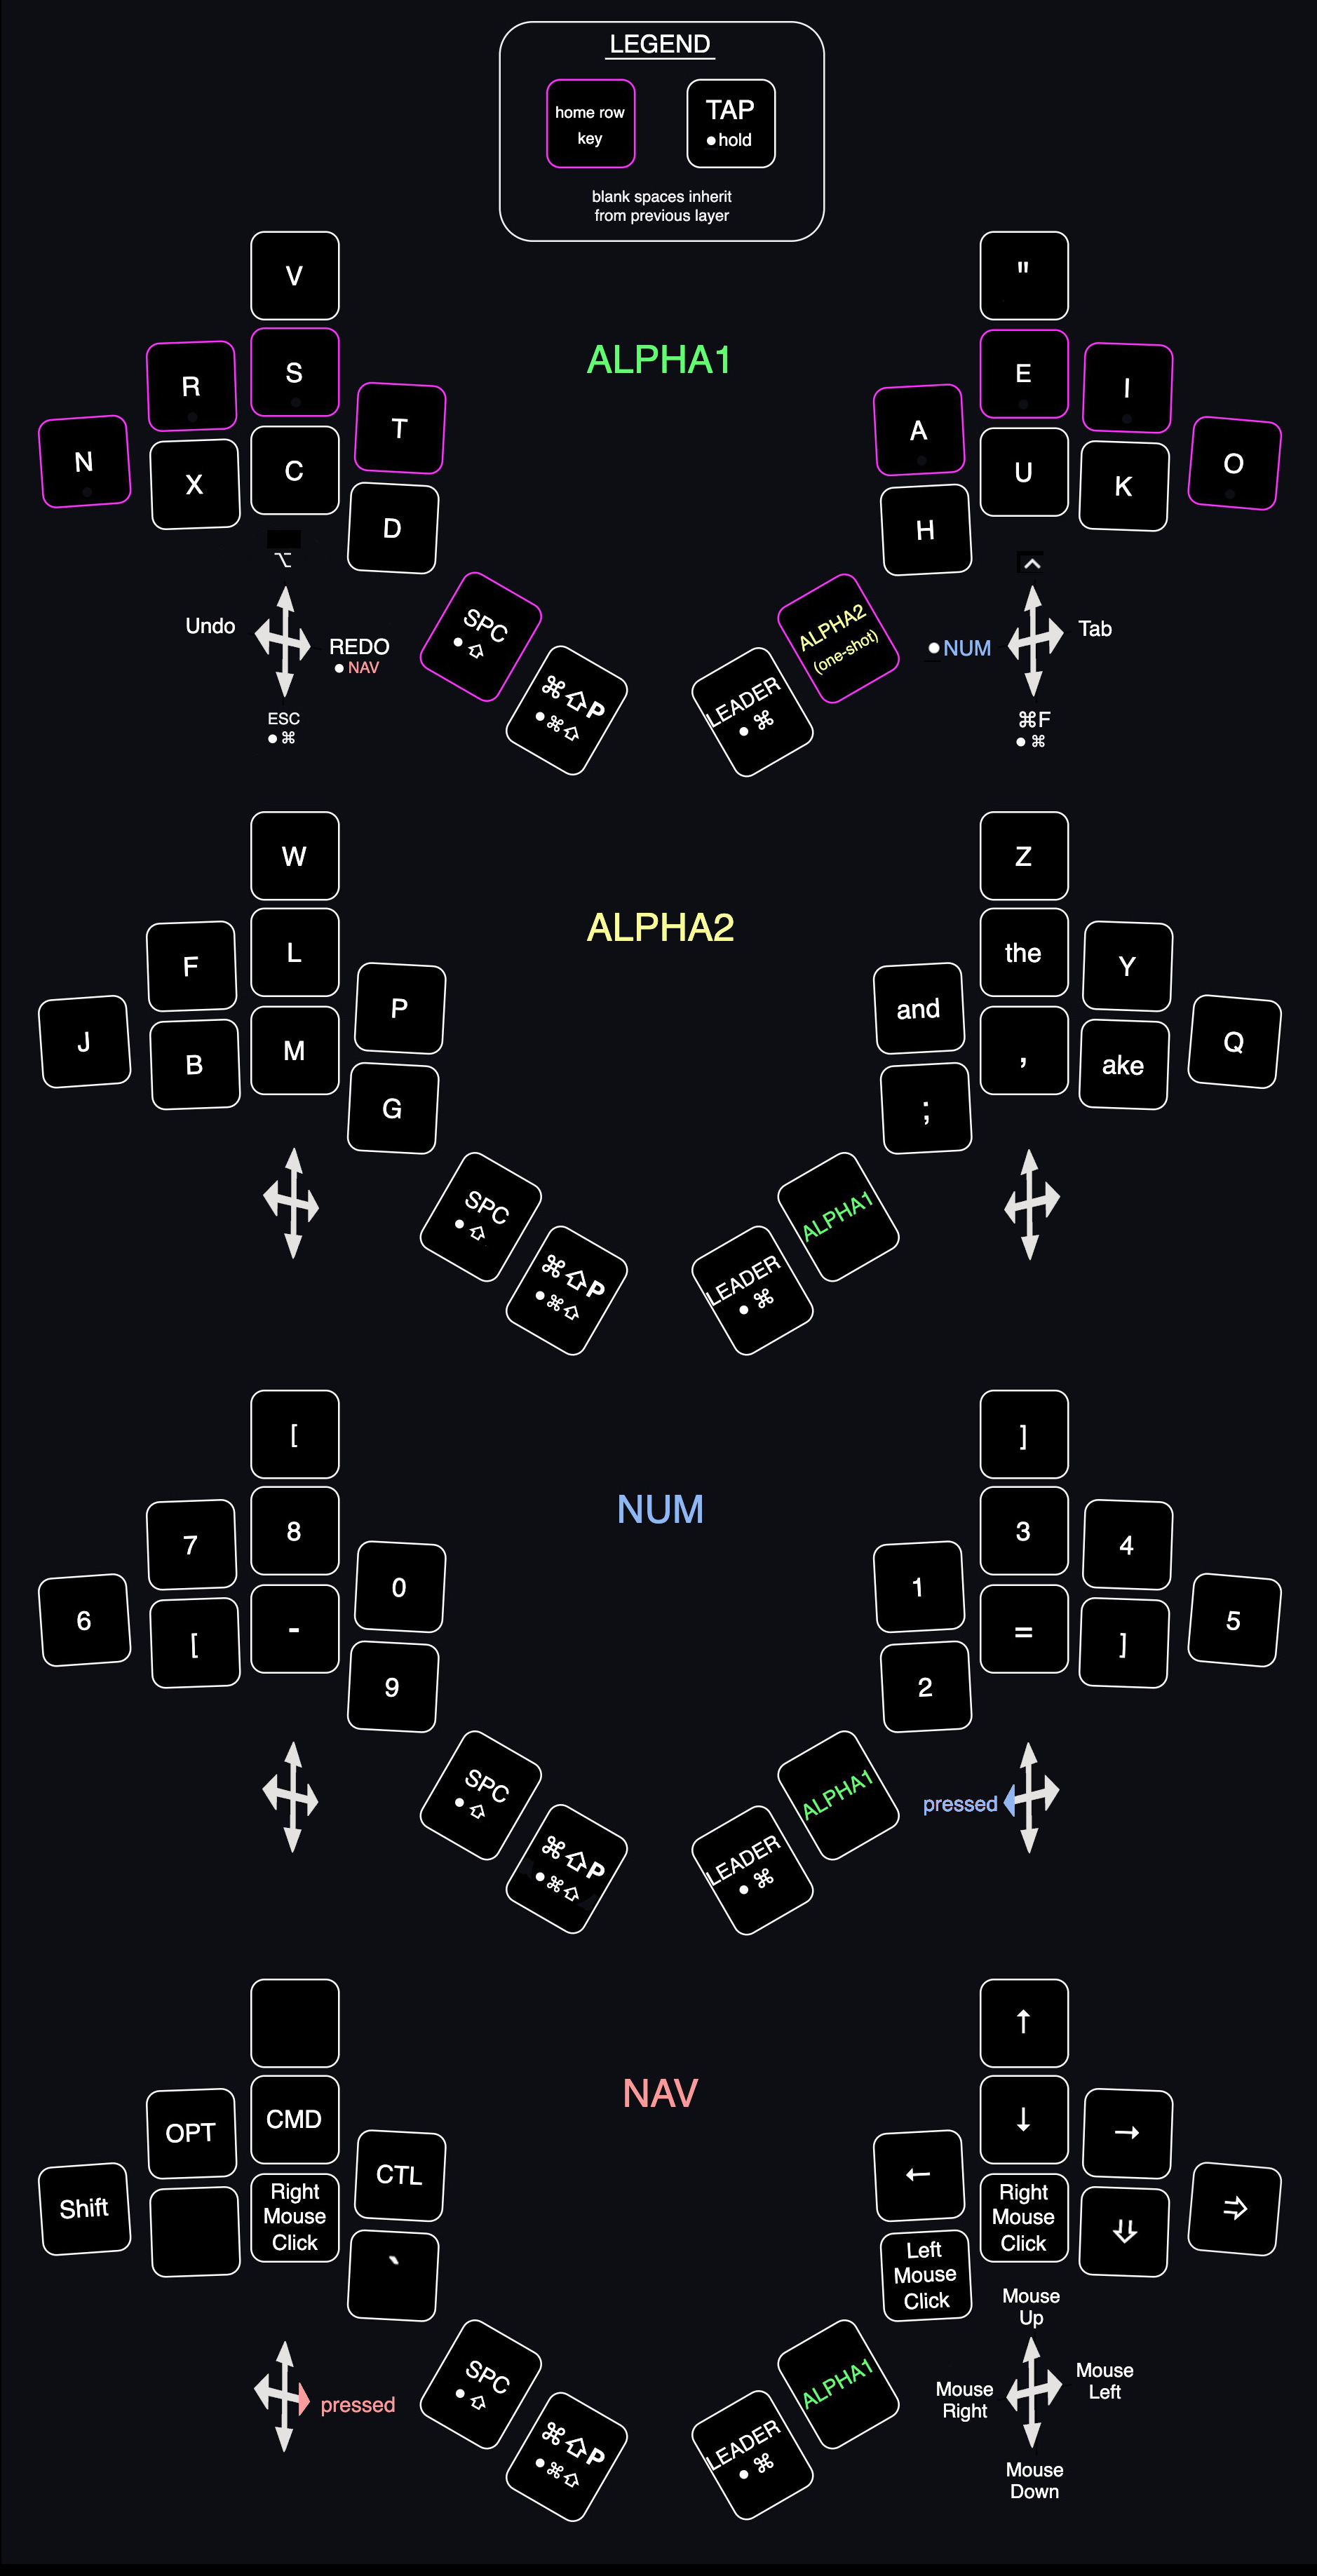 LEGEND
home row
key
TAP
●hold
blank spaces inherit
from previous layer
V
"
ALPHA1
R
S
T
N
X
C
D
A
E
I
O
H
U
K
⌥
^
Undo
REDO
● NAV
ESC
● ⌘
SPC
● ⇧
⌘⇧P
●⌘⇧
ALPHA2
(one-shot)
LEADER
● ⌘
● NUM
Tab
⌘F
● ⌘
W
Z
ALPHA2
F
L
P
J
B
M
G
and
the
Y
Q
;
,
ake
SPC
● ⇧
⌘⇧P
●⌘⇧
ALPHA1
LEADER
● ⌘
[
]
NUM
7
8
0
6
[
-
9
1
3
4
5
2
=
]
SPC
● ⇧
⌘⇧P
●⌘⇧
ALPHA1
LEADER
● ⌘
pressed
↑
NAV
OPT
CMD
CTL
Shift
Right
Mouse
Click
`
←
↓
→
⇨
Left
Mouse
Click
Right
Mouse
Click
⇓
pressed
SPC
● ⇧
⌘⇧P
●⌘⇧
ALPHA1
LEADER
● ⌘
Mouse
Up
Mouse
Right
Mouse
Left
Mouse
Down